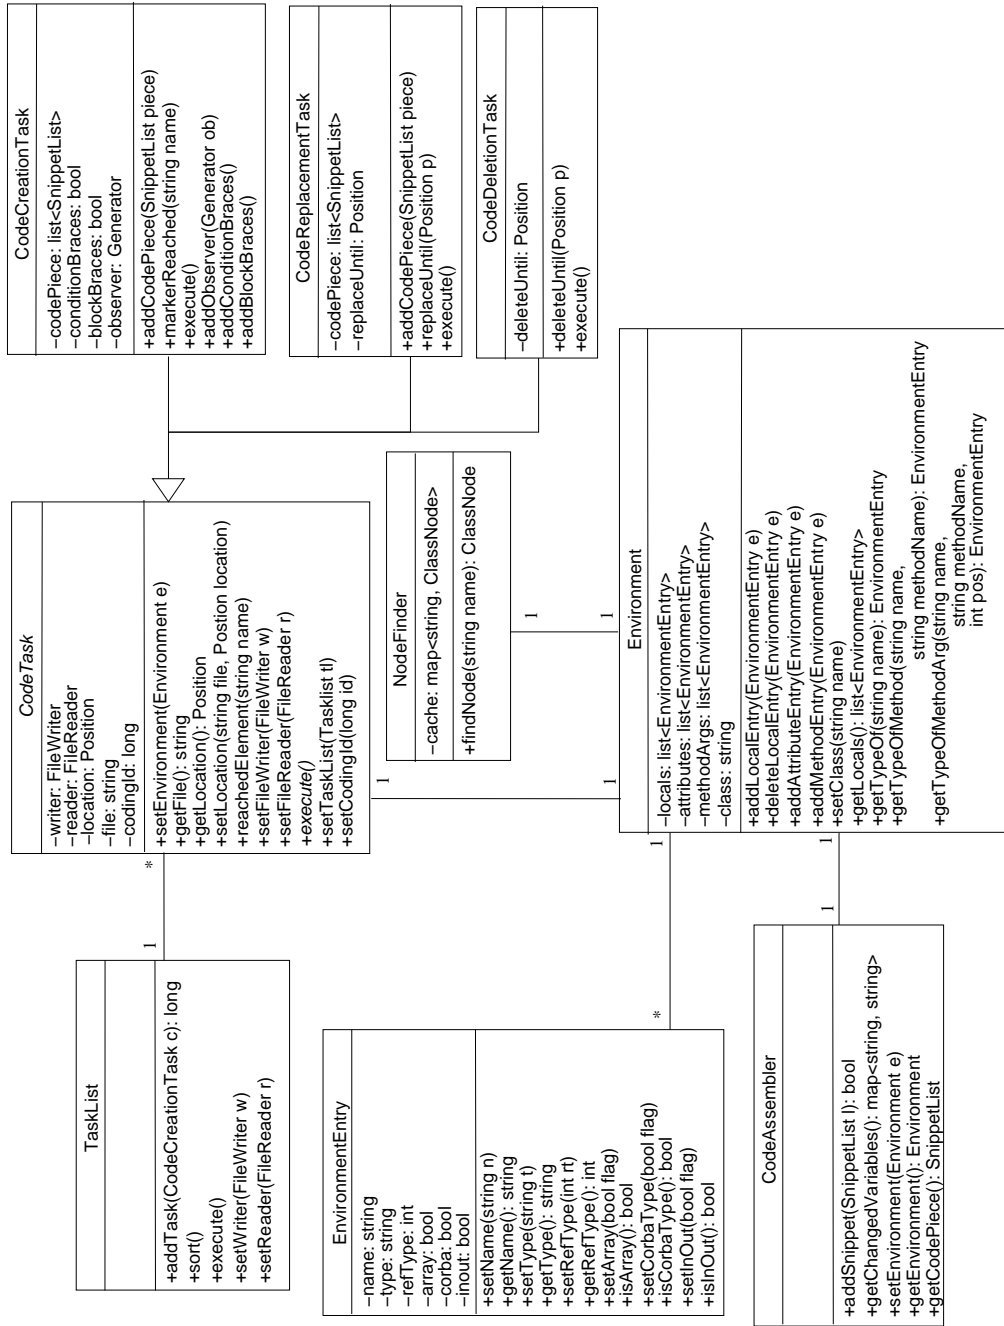 TaskList
+addTask(CodeCreationTask c): long
+sort()
+execute()
+setWriter(FileWriter w)
+setReader(FileReader r)
1
*
CodeTask
−writer: FileWriter
−reader: FileReader
−location: Position
−file: string
−codingId: long
+setEnvironment(Environment e)
+getFile(): string
+getLocation(): Position
+setLocation(string file, Postion location)
+reachedElement(string name)
+setFileWriter(FileWriter w)
+setFileReader(FileReader r)
+execute()
+setTaskList(Tasklist tl)
+setCodingId(long id)
CodeCreationTask
−codePiece: list<SnippetList>
−conditionBraces: bool
−blockBraces: bool
−observer: Generator
+addCodePiece(SnippetList piece)
+markerReached(string name)
+execute()
+addObserver(Generator ob)
+addConditionBraces()
+addBlockBraces()
CodeReplacementTask
−codePiece: list<SnippetList>
−replaceUntil: Position
+addCodePiece(SnippetList piece)
+replaceUntil(Position p)
+execute()
CodeDeletionTask
−deleteUntil: Position
+deleteUntil(Position p)
+execute()
NodeFinder
−cache: map<string, ClassNode>
+findNode(string name): ClassNode
1
1
1
1
EnvironmentEntry
−name: string
−type: string
−refType: int
−array: bool
−corba: bool
−inout: bool
+setName(string n)
+getName(): string
+setType(string t)
+getType(): string
+setRefType(int rt)
+getRefType(): int
+setArray(bool flag)
+isArray(): bool
+setCorbaType(bool flag)
+isCorbaType(): bool
+setInOut(bool flag)
+isInOut(): bool
*
1
Environment
−locals: list<EnvironmentEntry>
−attributes: list<EnvironmentEntry>
−methodArgs: list<EnvironmentEntry>
−class: string
+addLocalEntry(EnvironmentEntry e)
+deleteLocalEntry(EnvironmentEntry e)
+addAttributeEntry(EnvironmentEntry e)
+addMethodEntry(EnvironmentEntry e)
+setClass(string name)
+getLocals(): list<EnvironmentEntry>
+getTypeOf(string name): EnvironmentEntry
+getTypeOfMethod(string name,
string methodName): EnvironmentEntry
+getTypeOfMethodArg(string name,
string methodName,
int pos): EnvironmentEntry
1
1
CodeAssembler
+addSnippet(SnippetList l): bool
+getChangedVariables(): map<string, string>
+setEnvironment(Environment e)
+getEnvironment(): Environment
+getCodePiece(): SnippetList